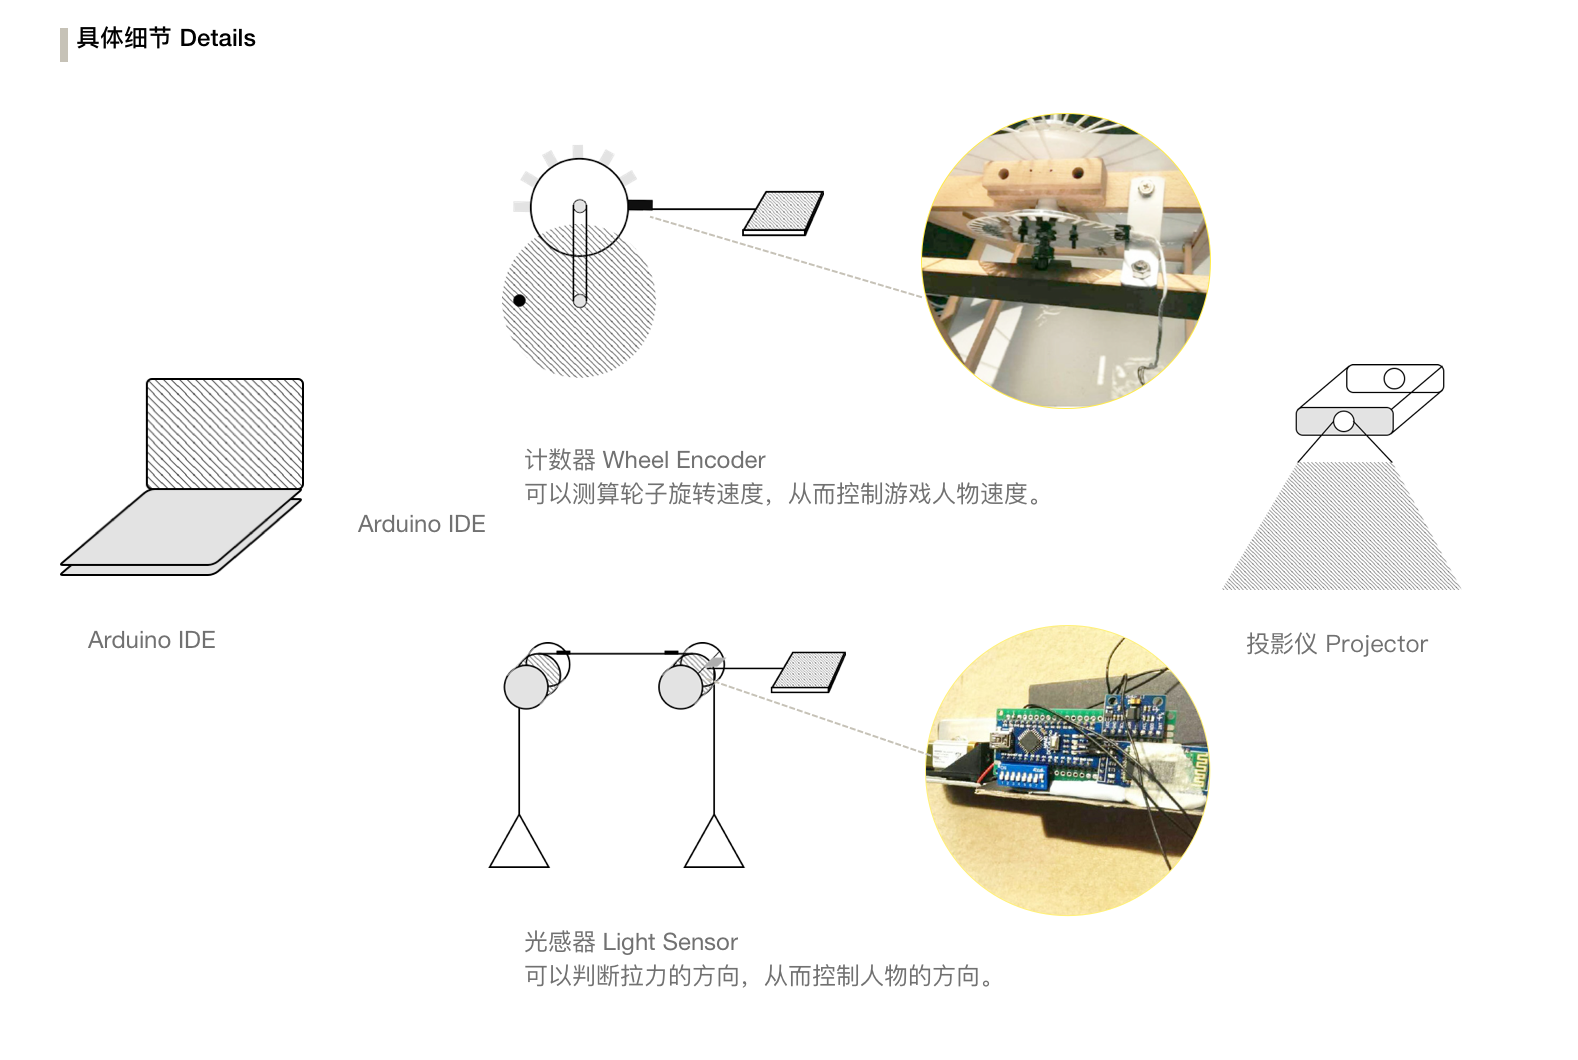 具体细节 Details
计数器 Wheel Encoder
可以测算轮子旋转速度，从而控制游戏人物速度。
Arduino IDE
Arduino IDE
投影仪 Projector
光感器 Light Sensor
可以判断拉力的方向，从而控制人物的方向。